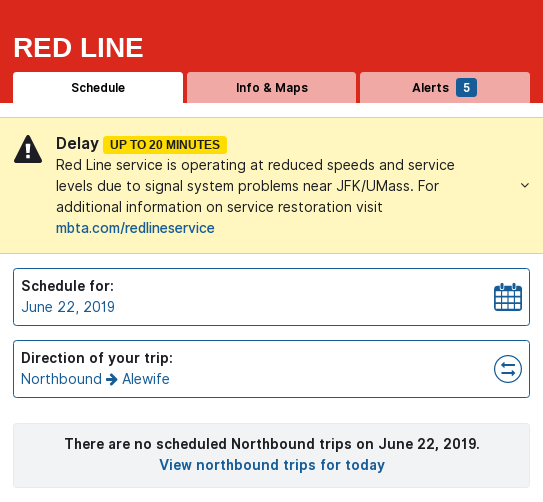 RED LINE
Schedule
Info & Maps
Alerts 5
Delay UP TO 20 MINUTES
Red Line service is operating at reduced speeds and service
levels due to signal system problems near JFK/UMass. For
additional information on service restoration visit
mbta.com/redlineservice
Schedule for:
June 22, 2019
Direction of your trip:
Northbound → Alewife
There are no scheduled Northbound trips on June 22, 2019.
View northbound trips for today